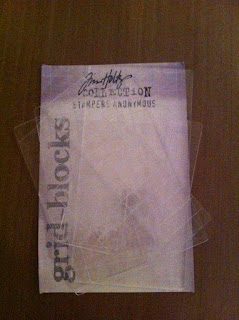 Tim Holtz
COLLECTION
STAMPERS ANONYMOUS
grid-blocks